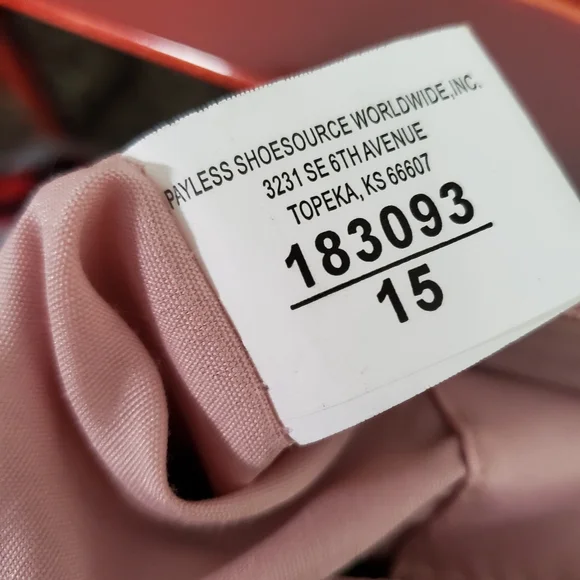 PAYLESS SHOESOURCE WORLDWIDE,INC.
3231 SE 6TH AVENUE
TOPEKA, KS 66607
183093
15